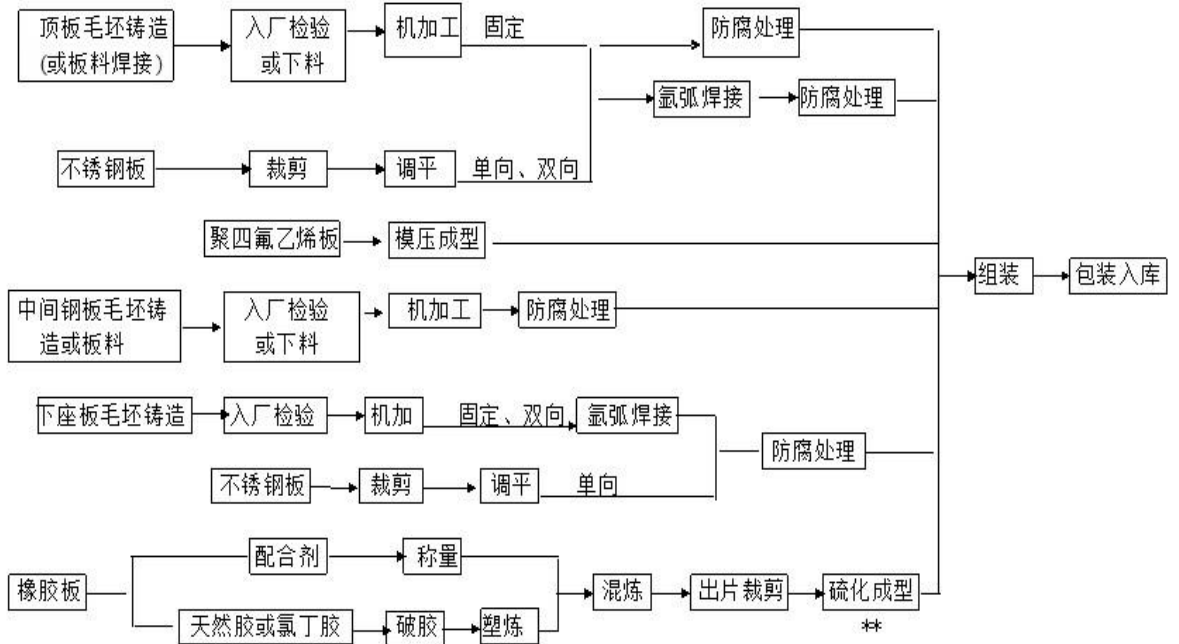 顶板毛坯铸造
(或板料焊接)
入厂检验
或下料
机加工
固定
防腐处理
氩弧焊接
防腐处理
不锈钢板
裁剪
调平
单向、双向
聚四氟乙烯板
模压成型
组装
包装入库
中间钢板毛坯铸
造或板料
入厂检验
或下料
机加工
防腐处理
下座板毛坯铸造
入厂检验
机加
固定、双向
氩弧焊接
防腐处理
不锈钢板
裁剪
调平
单向
配合剂
称量
橡胶板
混炼
出片裁剪
硫化成型
天然胶或氯丁胶
破胶
塑炼
**